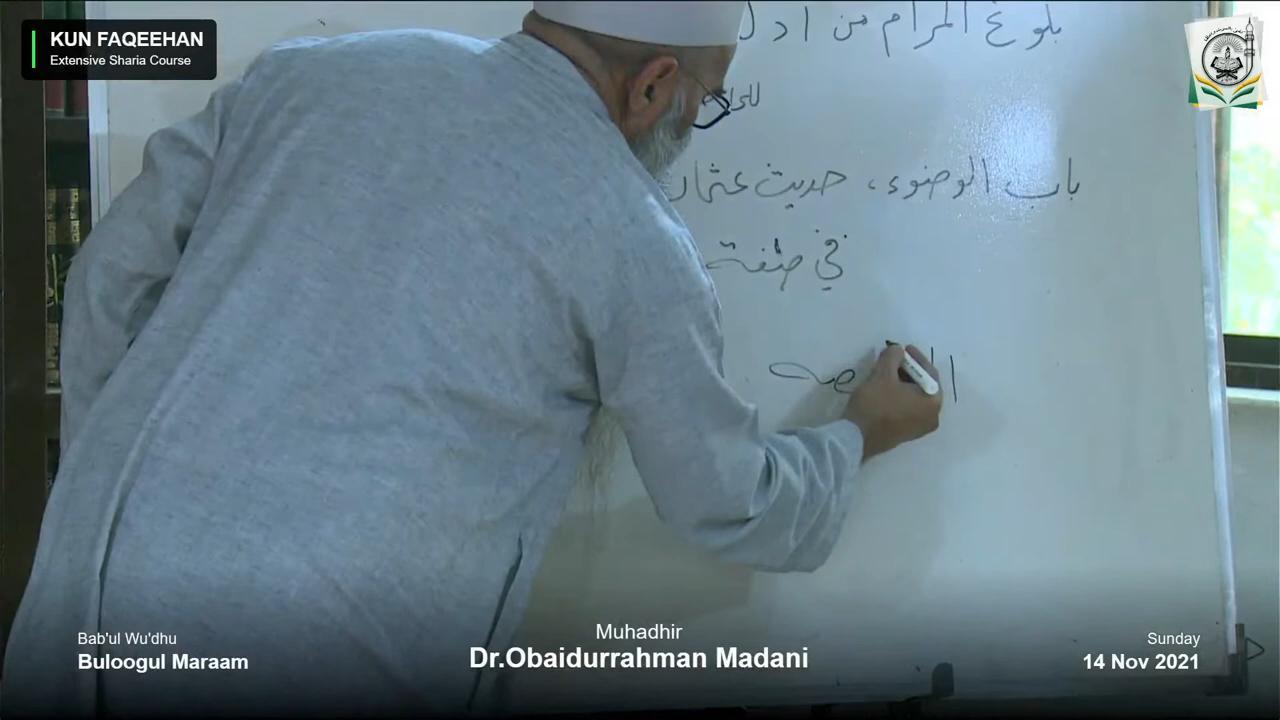 KUN FAQEEHAN
Extensive Sharia Course
بلوغ المرام من ادل
باب الوضوء، حديث عثمان
في صفة
Bab'ul Wu'dhu
Buloogul Maraam
Muhadhir
Dr.Obaidurrahman Madani
Sunday
14 Nov 2021